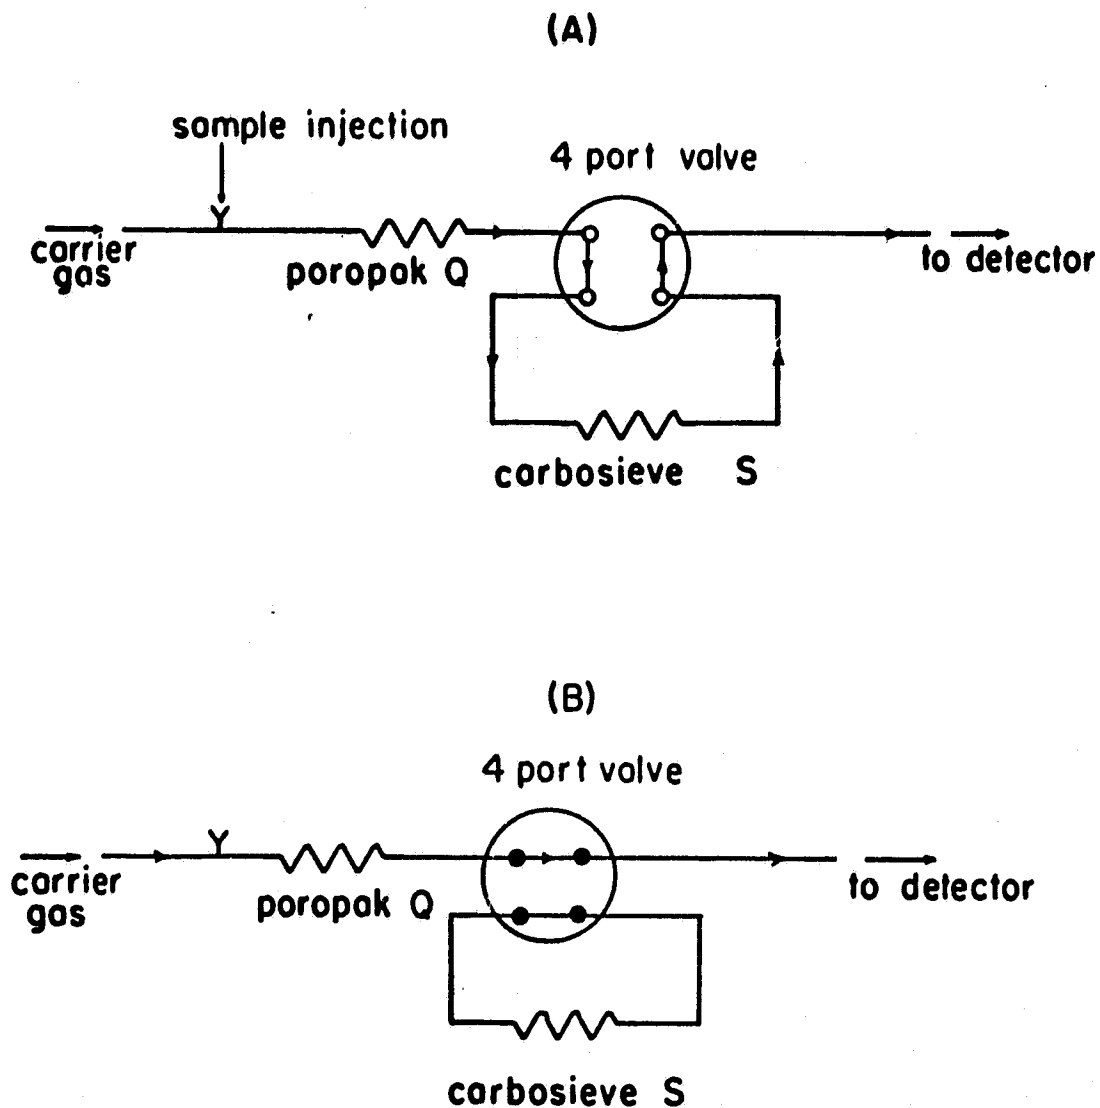 (A)
sample injection
4 port valve
carrier
gas
poropak Q
to detector
carbosieve S
(B)
4 port valve
carrier
gas
poropak Q
to detector
carbosieve S